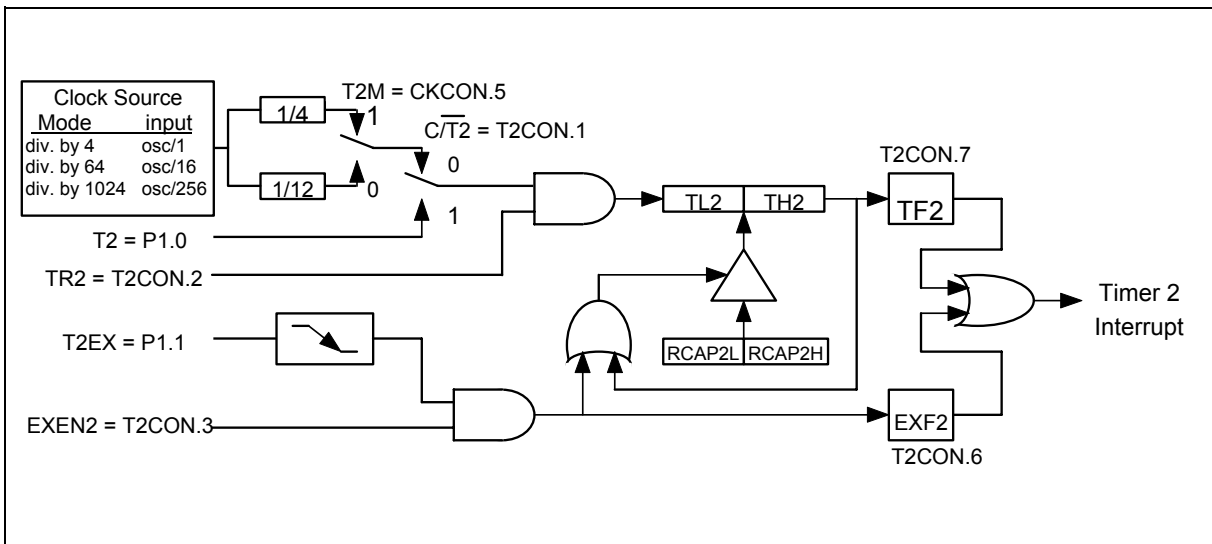 Clock Source
Mode input
div. by 4 osc/1
div. by 64 osc/16
div. by 1024 osc/256
1/4
1/12
T2M = CKCON.5
1
0
C/T2 = T2CON.1
0
1
T2 = P1.0
TR2 = T2CON.2
TL2 TH2
T2CON.7
TF2
T2EX = P1.1
RCAP2L RCAP2H
Timer 2
Interrupt
EXEN2 = T2CON.3
EXF2
T2CON.6